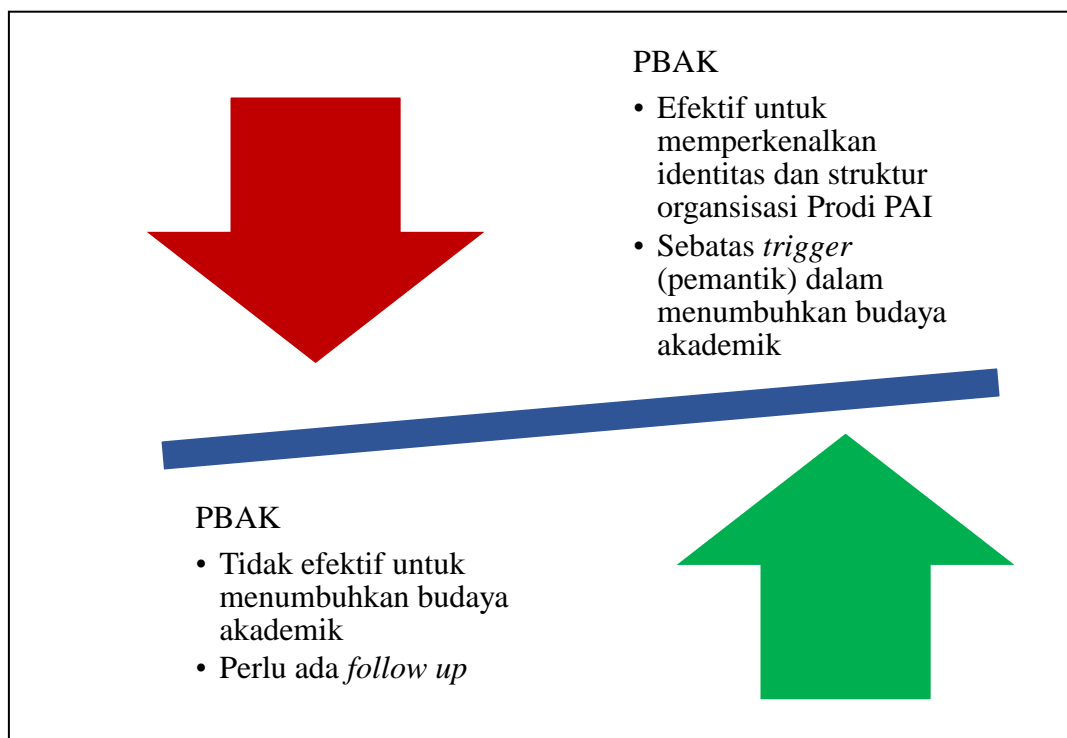 PBAK
• Efektif untuk
memperkenalkan
identitas dan struktur
organsisasi Prodi PAI
• Sebatas trigger
(pemantik) dalam
menumbuhkan budaya
akademik
PBAK
• Tidak efektif untuk
menumbuhkan budaya
akademik
• Perlu ada follow up